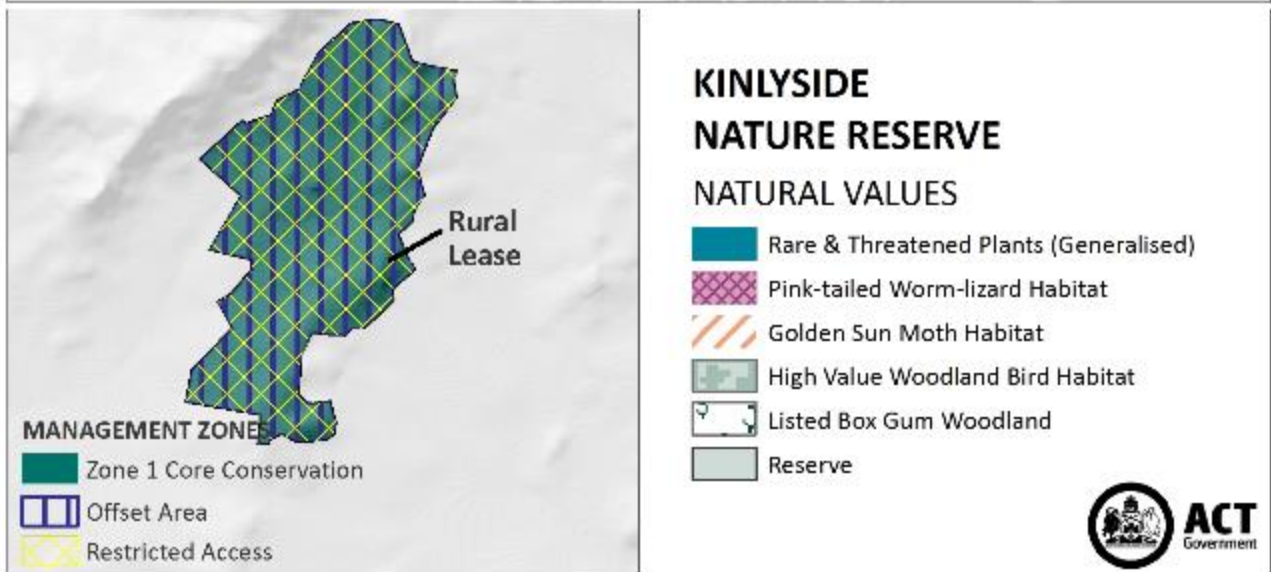 Rural
Lease
MANAGEMENT ZONES
Zone 1 Core Conservation
Offset Area
Restricted Access
KINLYSIDE
NATURE RESERVE
NATURAL VALUES
Rare & Threatened Plants (Generalised)
Pink-tailed Worm-lizard Habitat
Golden Sun Moth Habitat
High Value Woodland Bird Habitat
Listed Box Gum Woodland
Reserve
ACT
Government